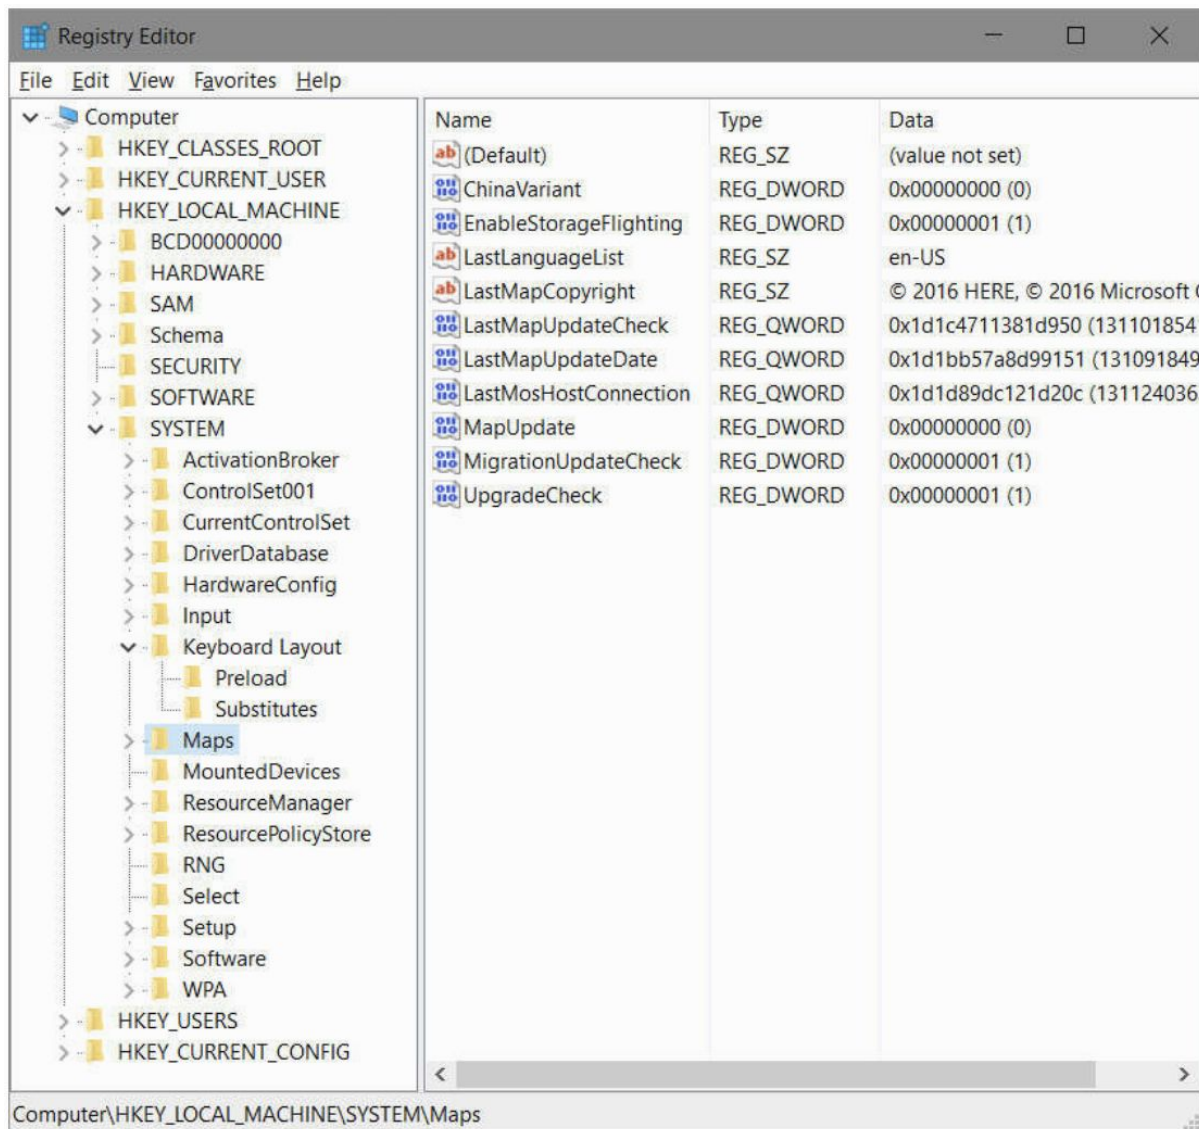 Registry Editor
File Edit View Favorites Help
Computer
HKEY_CLASSES_ROOT
HKEY_CURRENT_USER
HKEY_LOCAL_MACHINE
BCD00000000
HARDWARE
SAM
Schema
SECURITY
SOFTWARE
SYSTEM
ActivationBroker
ControlSet001
CurrentControlSet
DriverDatabase
HardwareConfig
Input
Keyboard Layout
Preload
Substitutes
Maps
MountedDevices
ResourceManager
ResourcePolicyStore
RNG
Select
Setup
Software
WPA
HKEY_USERS
HKEY_CURRENT_CONFIG
Name Type Data
(Default) REG_SZ (value not set)
ChinaVariant REG_DWORD 0x00000000 (0)
EnableStorageFlighting REG_DWORD 0x00000001 (1)
LastLanguageList REG_SZ en-US
LastMapCopyright REG_SZ © 2016 HERE, © 2016 Microsoft
LastMapUpdateCheck REG_QWORD 0x1d1c4711381d950 (131101854
LastMapUpdateDate REG_QWORD 0x1d1bb57a8d99151 (131091849
LastMosHostConnection REG_QWORD 0x1d1d89dc121d20c (131124036
MapUpdate REG_DWORD 0x00000000 (0)
MigrationUpdateCheck REG_DWORD 0x00000001 (1)
UpgradeCheck REG_DWORD 0x00000001 (1)
Computer\HKEY_LOCAL_MACHINE\SYSTEM\Maps